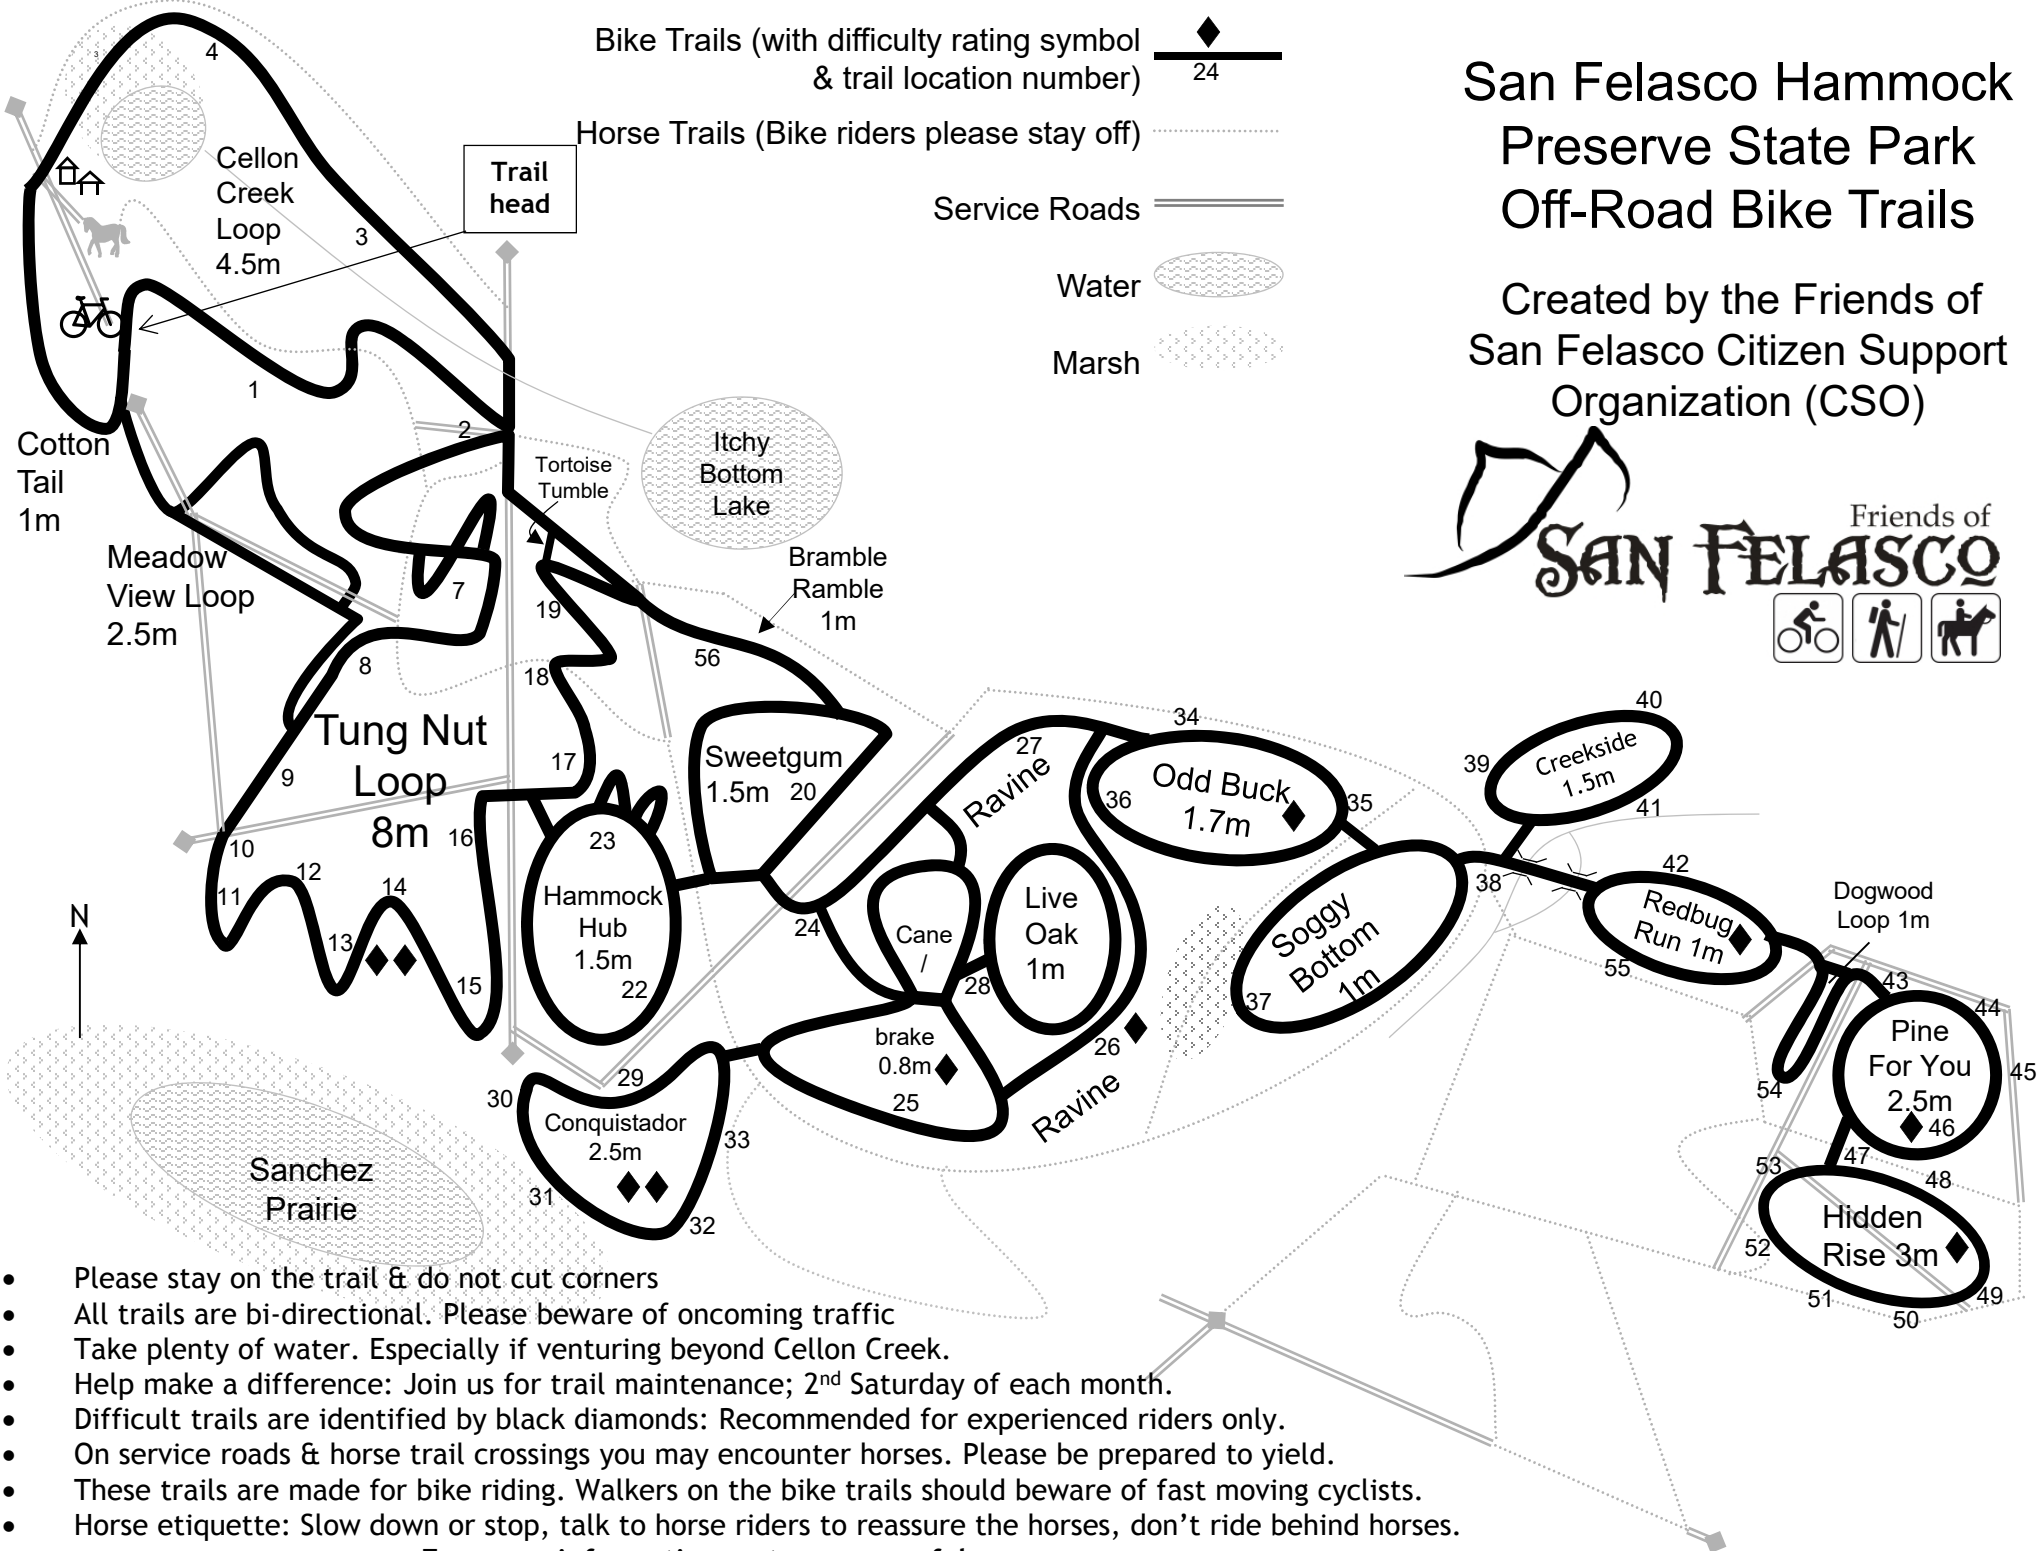 Bike Trails (with difficulty rating symbol
& trail location number)
24
Horse Trails (Bike riders please stay off)
Service Roads
Water
Marsh
San Felasco Hammock
Preserve State Park
Off-Road Bike Trails
Created by the Friends of
San Felasco Citizen Support
Organization (CSO)
Friends of
SAN FELASCO
Trail
head
4
3
Cellon
Creek
Loop
4.5m
3
1
2
Cotton
Tail
1m
Meadow
View Loop
2.5m
Tortoise
Tumble
Itchy
Bottom
Lake
Bramble
Ramble
1m
7
8
19
18
56
17
Tung Nut
Loop
8m
9
10
11
12
13
14
15
16
N
Sweetgum
1.5m 20
23
Hammock
Hub
1.5m
22
24
27
Ravine
Cane
/
brake
0.8m
25
28
Live
Oak
1m
26
Ravine
29
30
Conquistador
2.5m
31
32
33
Sanchez
Prairie
34
Odd Buck
1.7m
35
36
Soggy
Bottom
1m
37
38
39
40
Creekside
1.5m
41
42
Redbug
Run 1m
55
Dogwood
Loop 1m
43
44
Pine
For You
2.5m
45
46
54
47
48
53
Hidden
Rise 3m
52
51
50
49
• Please stay on the trail & do not cut corners
• All trails are bi-directional. Please beware of oncoming traffic
• Take plenty of water. Especially if venturing beyond Cellon Creek.
• Help make a difference: Join us for trail maintenance; 2nd Saturday of each month.
• Difficult trails are identified by black diamonds: Recommended for experienced riders only.
• On service roads & horse trail crossings you may encounter horses. Please be prepared to yield.
• These trails are made for bike riding. Walkers on the bike trails should beware of fast moving cyclists.
• Horse etiquette: Slow down or stop, talk to horse riders to reassure the horses, don't ride behind horses.